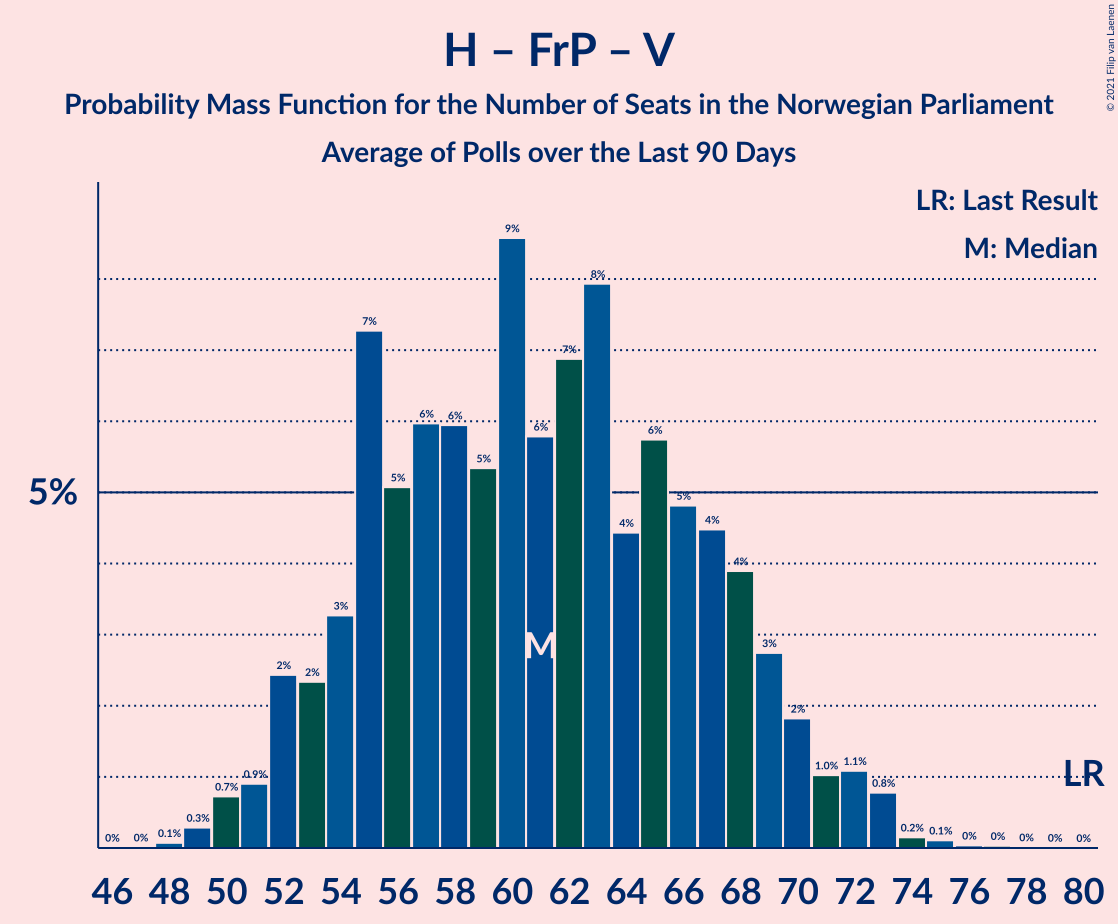 H – FrP – V
Probability Mass Function for the Number of Seats in the Norwegian Parliament
Average of Polls over the Last 90 Days
© 2021 Filip van Laenen
LR: Last Result
M: Median
5%
0% 0% 0.1% 0.3% 0.7% 0.9% 2% 2% 3% 7% 5% 6% 6% 5% 9% 6% 7% 8% 4% 6% 5% 4% 4% 3% 2% 1.0% 1.1% 0.8% 0.2% 0.1% 0% 0% 0% 0% 0%
M
LR
46 48 50 52 54 56 58 60 62 64 66 68 70 72 74 76 78 80